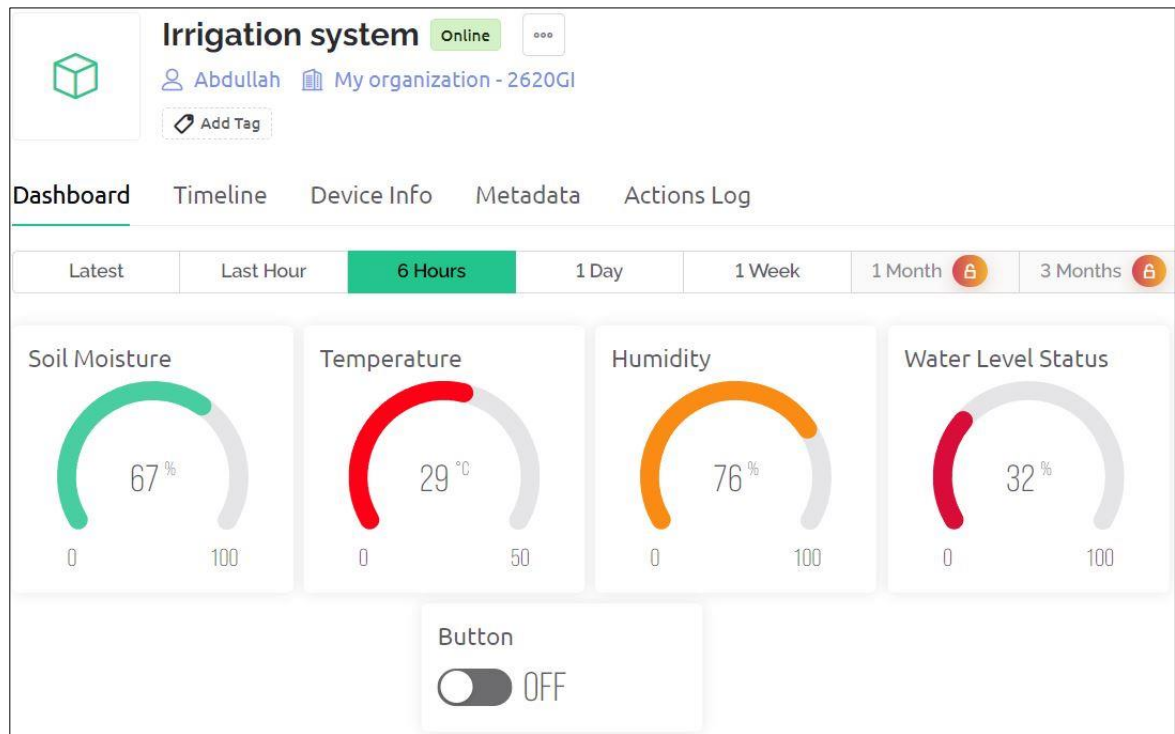 Irrigation system Online
Abdullah My organization - 2620GI
Add Tag
Dashboard Timeline Device Info Metadata Actions Log
Latest Last Hour 6 Hours 1 Day 1 Week 1 Month 3 Months
Soil Moisture Temperature Humidity Water Level Status
67 % 29 °C 76 % 32 %
0 100 0 50 0 100 0 100
Button
OFF